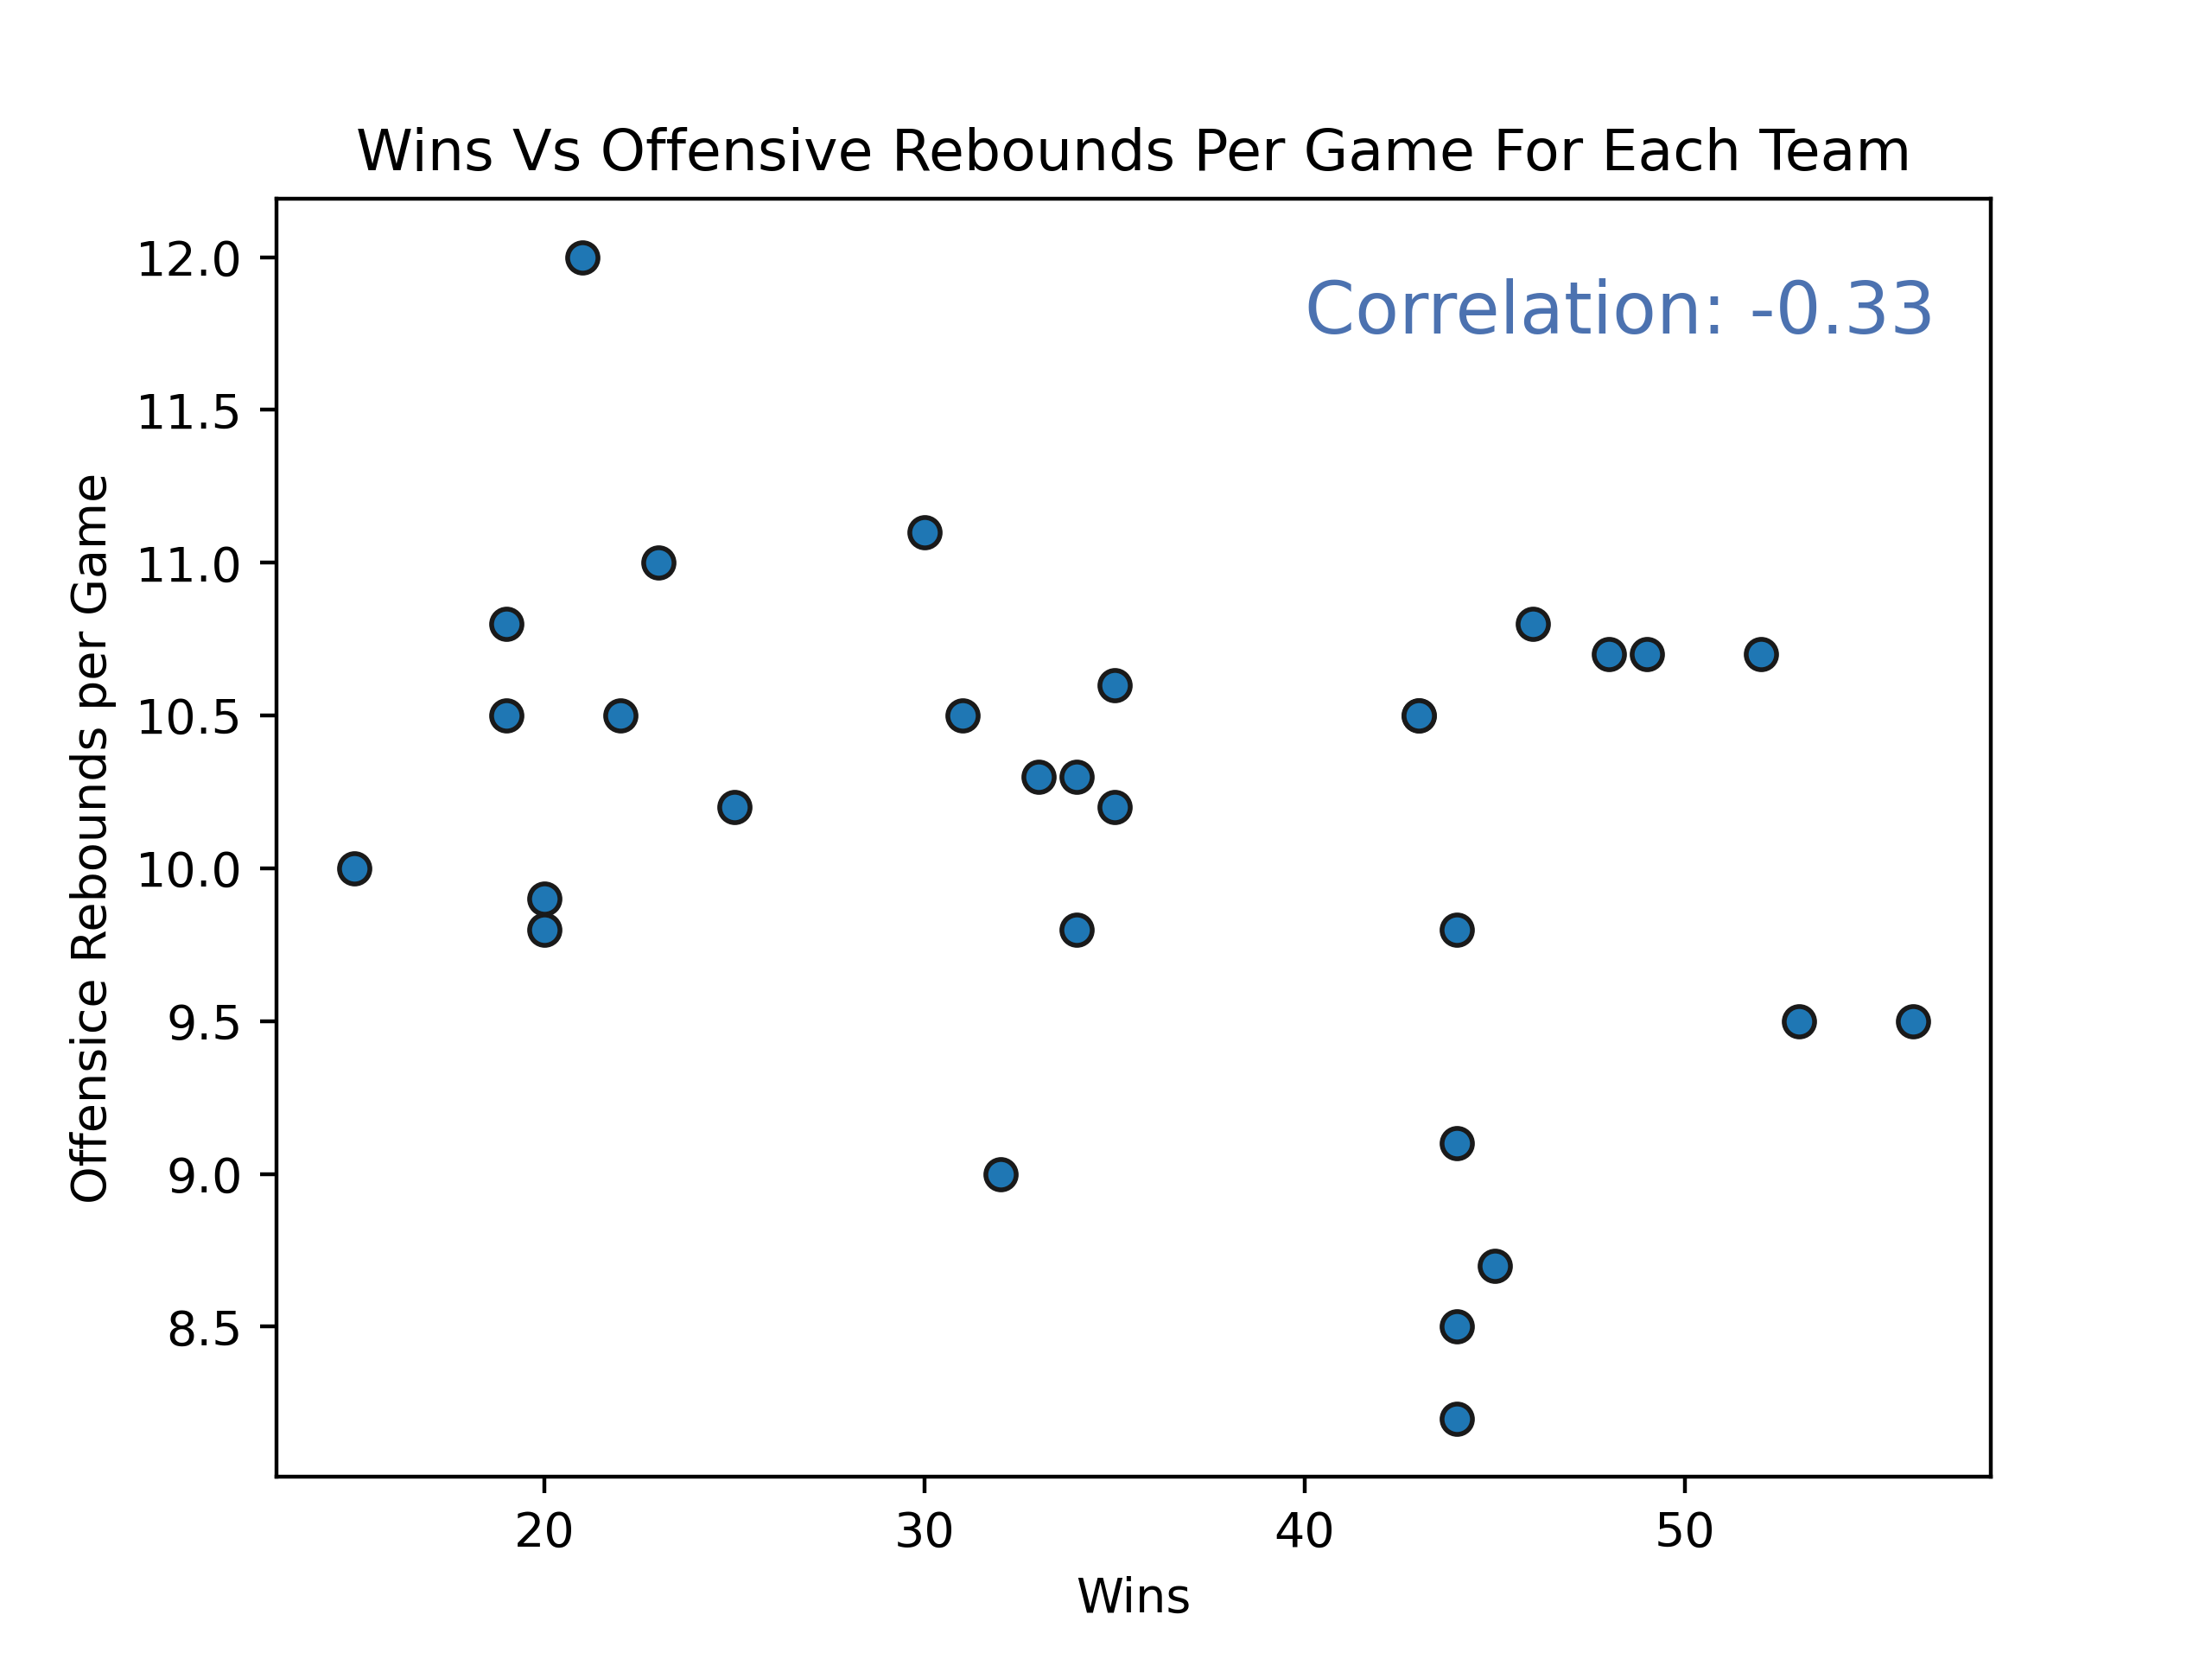 Wins Vs Offensive Rebounds Per Game For Each Team
Correlation: -0.33
Offensice Rebounds per Game
12.0
11.5
11.0
10.5
10.0
9.5
9.0
8.5
20 30 40 50
Wins